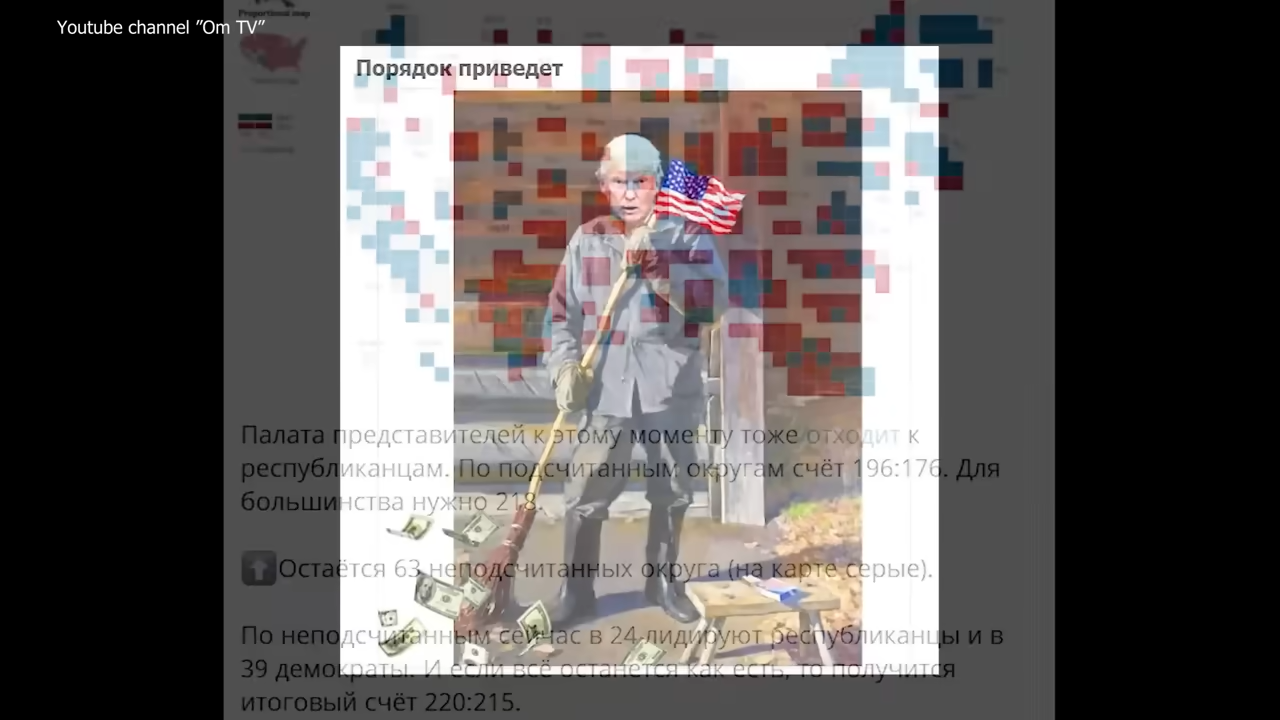 Proportional map
Youtube channel ”Om TV”
Порядок приведет
Палата представителей к этому моменту тоже отходит к
республиканцам. По подсчитанным округам счёт 196:176. Для
большинства нужно 218.
Остаётся 63 неподсчитанных округа (на карте серые).
По неподсчитанным сейчас в 24 лидируют республиканцы и в
39 демократы. И если всё останется как есть, то получится
итоговый счёт 220:215.